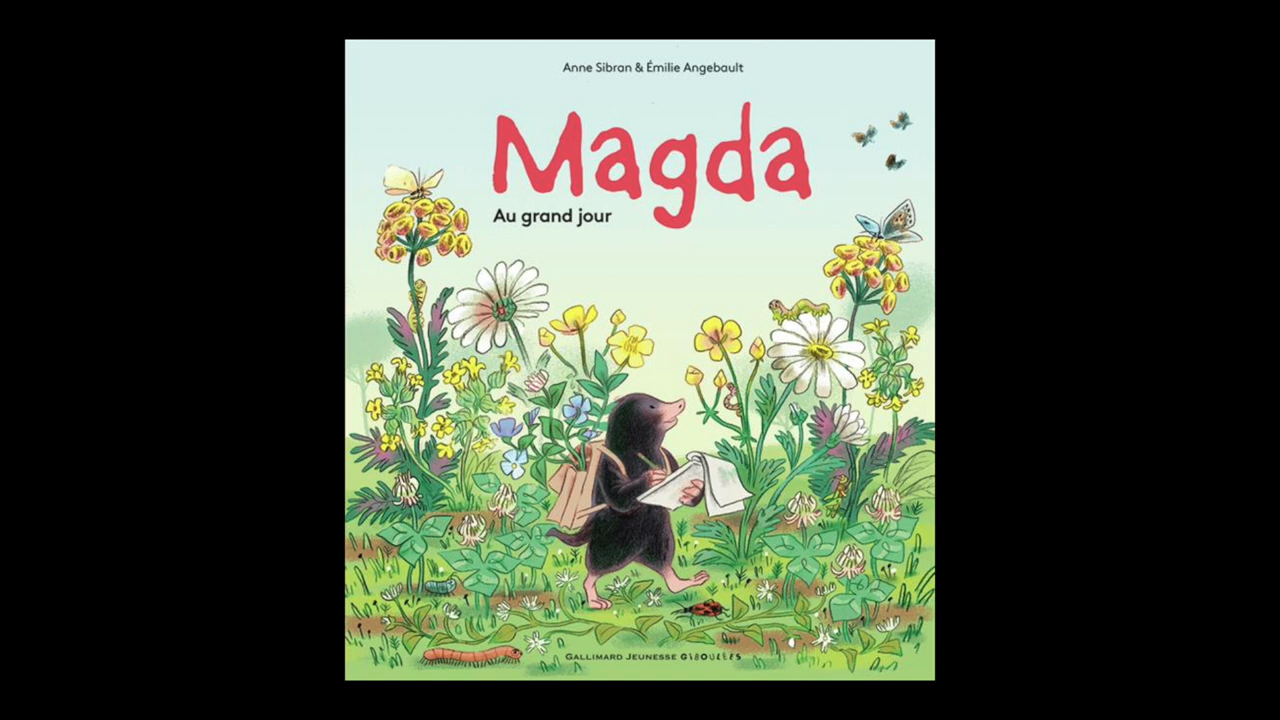 Anne Sibran & Émilie Angebault
Magda
Au grand jour
GALLIMARD JEUNESSE GIBOULÉES